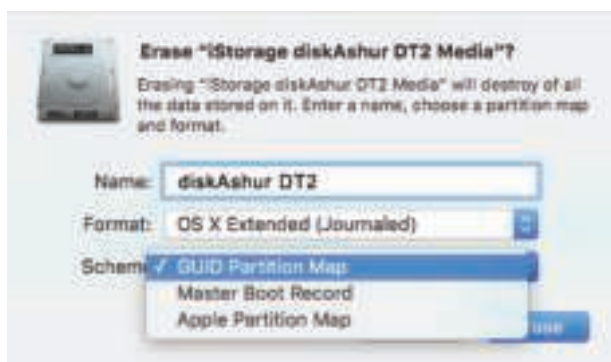 Erase "iStorage diskAshur DT2 Media"?
Erasing "iStorage diskAshur DT2 Media" will destroy of all
the data stored on it. Enter a name, choose a partition map
and format.
Name: diskAshur DT2
Format: OS X Extended (Journaled)
Scheme ✓ GUID Partition Map
Master Boot Record
Apple Partition Map